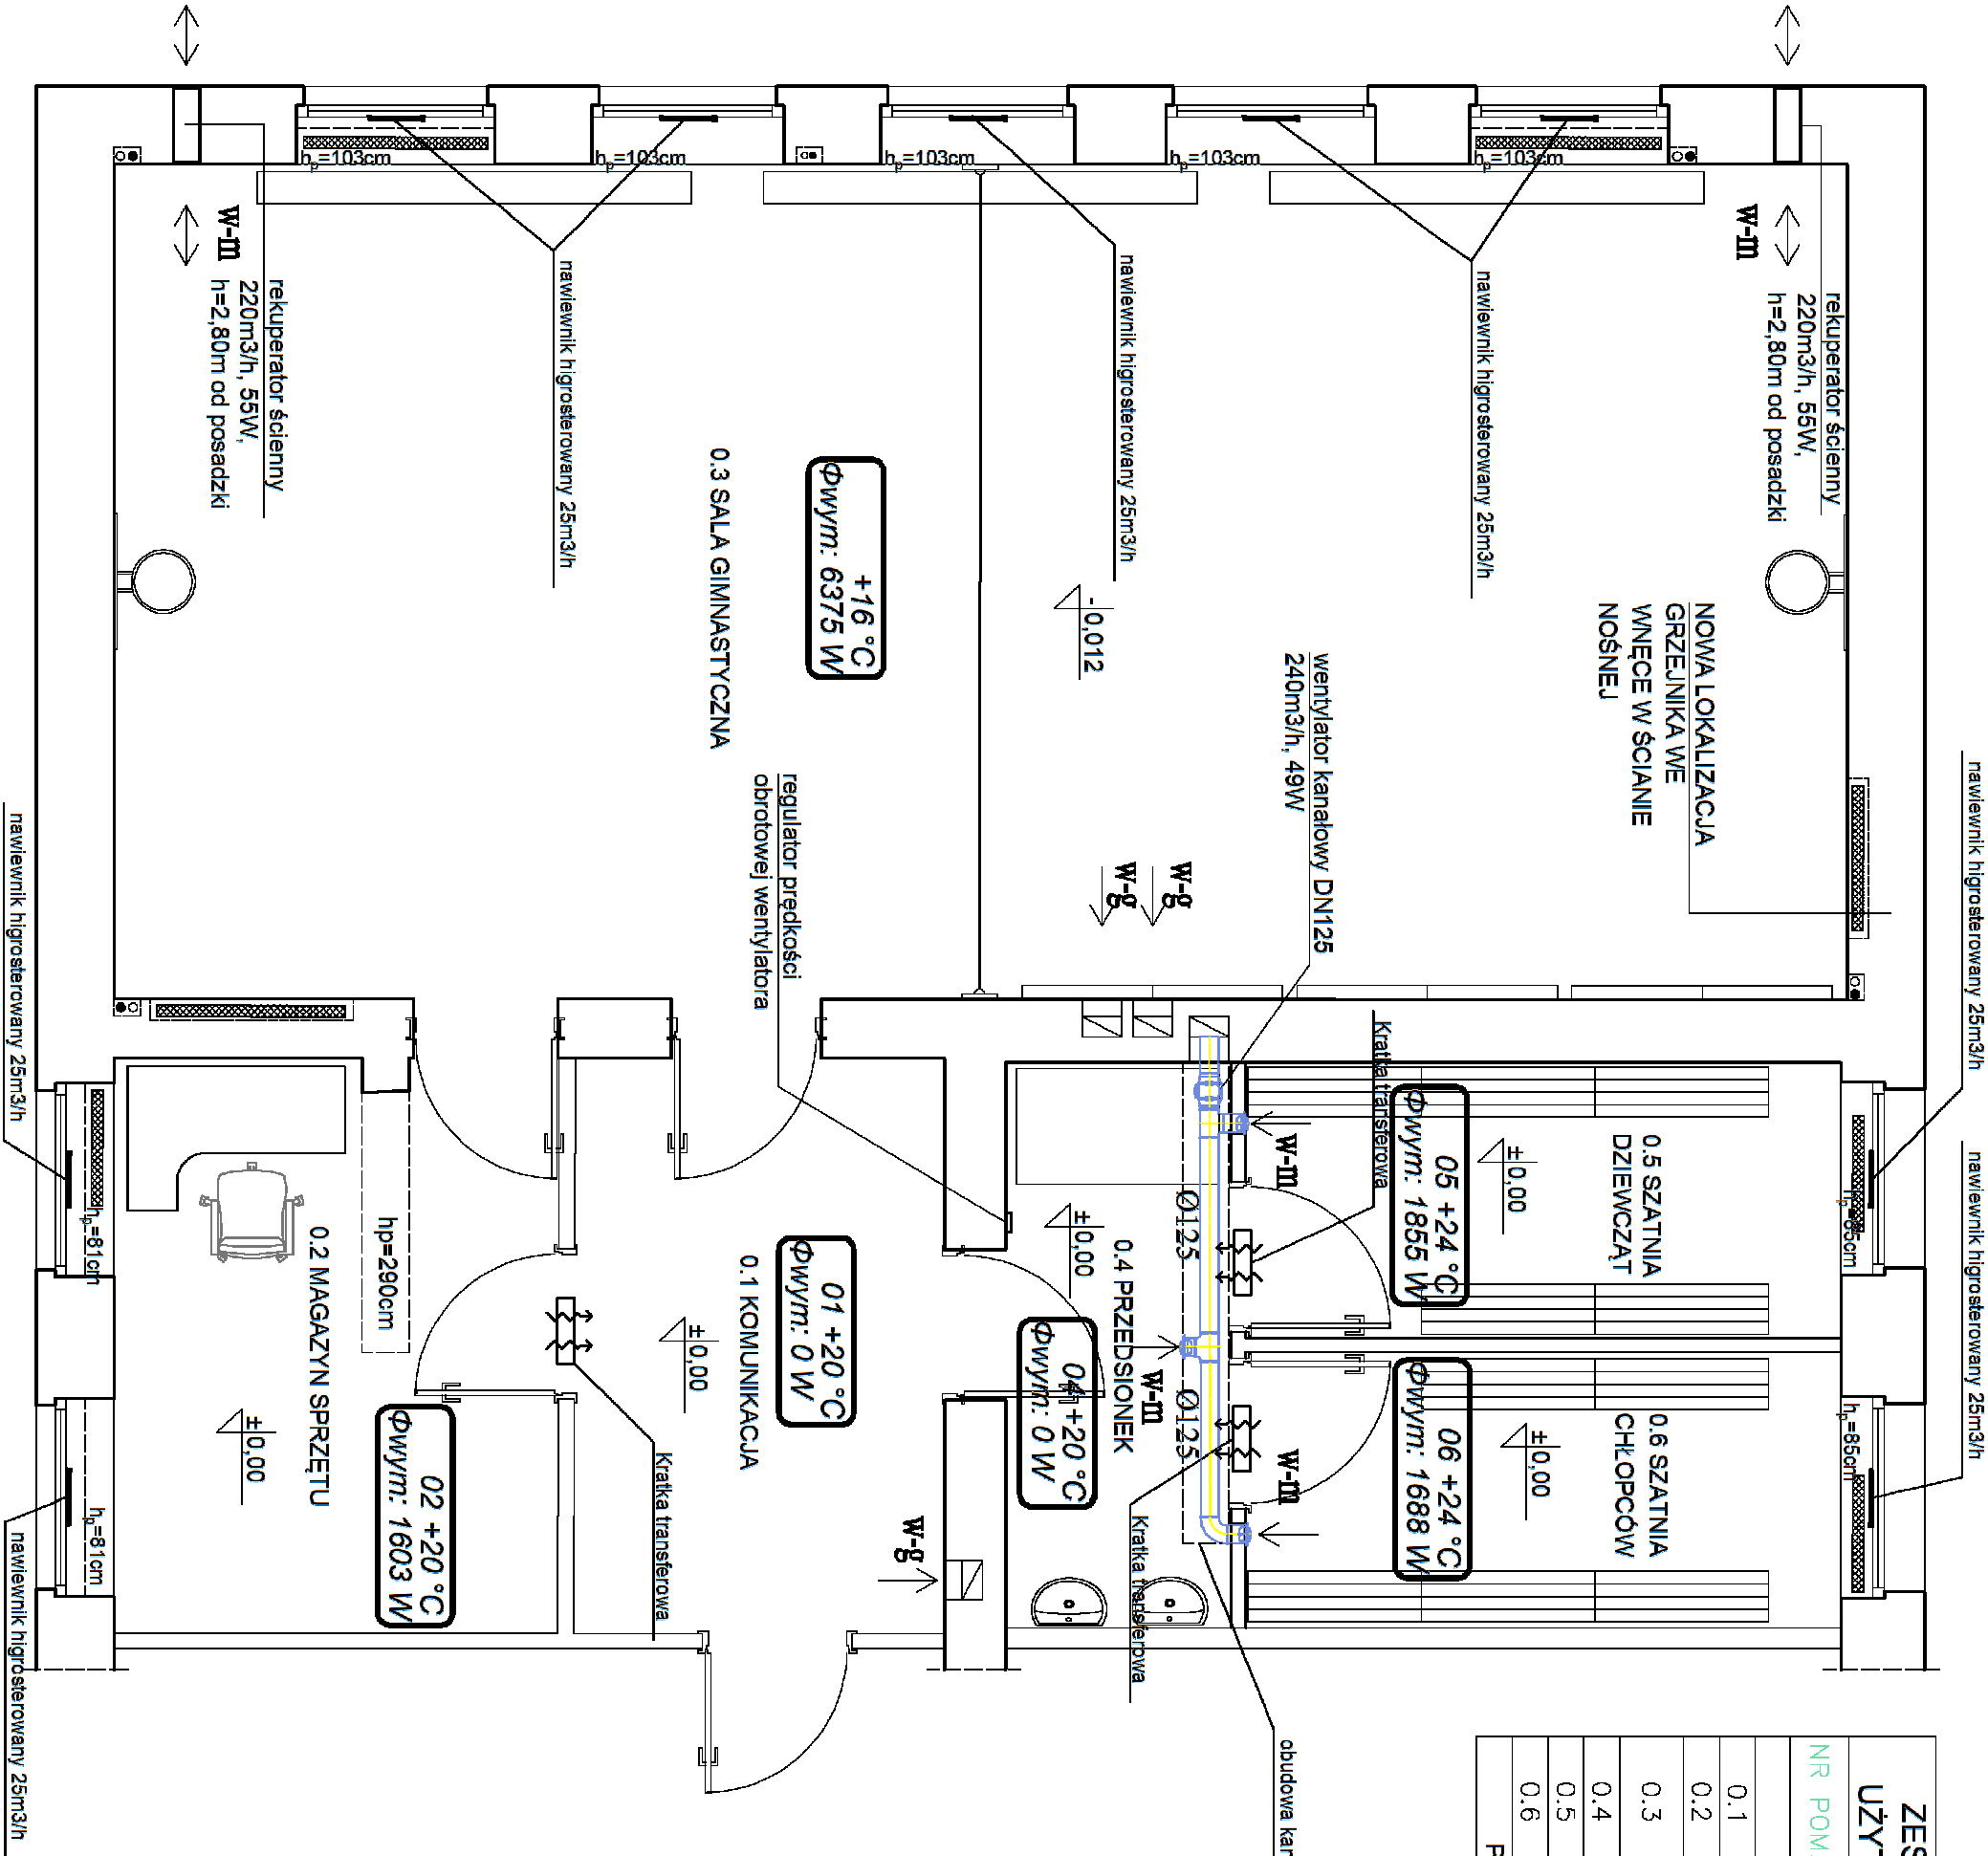 nawiewnik higrosterowany 25m3/h
nawiewnik higrosterowany 25m3/h
rekuperator ścienny
220m3/h, 55W,
h=2,80m od posadzki
w-m
NOWA LOKALIZACJA
GRZEJNIKA WE
WNĘCE W ŚCIANIE
NOŚNEJ
hp=103cm
hp=103cm
hp=103cm
hp=103cm
hp=103cm
nawiewnik higrosterowany 25m3/h
nawiewnik higrosterowany 25m3/h
nawiewnik higrosterowany 25m3/h
wentylator kanałowy DN125
240m3/h, 49W
w-g
w-g
-0,012
+16 °C
Φwym: 6375 W
0.3 SALA GIMNASTYCZNA
regulator prędkości
obrotowej wentylatora
w-m
rekuperator ścienny
220m3/h, 55W,
h=2,80m od posadzki
hp=85cm
hp=85cm
0.5 SZATNIA
DZIEWCZĄT
±0,00
05 +24 °C
Φwym: 1855 W
Kratka transferowa
w-m
0.6 SZATNIA
CHŁOPCÓW
±0,00
06 +24 °C
Φwym: 1688 W
w-m
Ø125
Ø125
w-m
Kratka transferowa
0.4 PRZEDSIONEK
±0,00
04 +20 °C
Φwym: 0 W
obudowa kan
w-g
01 +20 °C
Φwym: 0 W
0.1 KOMUNIKACJA
±0,00
Kratka transferowa
hp=290cm
02 +20 °C
Φwym: 1603 W
0.2 MAGAZYN SPRZĘTU
±0,00
hp=81cm
hp=81cm
nawiewnik higrosterowany 25m3/h
nawiewnik higrosterowany 25m3/h
ZES
UŻY
NR POM.
0.1
0.2
0.3
0.4
0.5
0.6
P